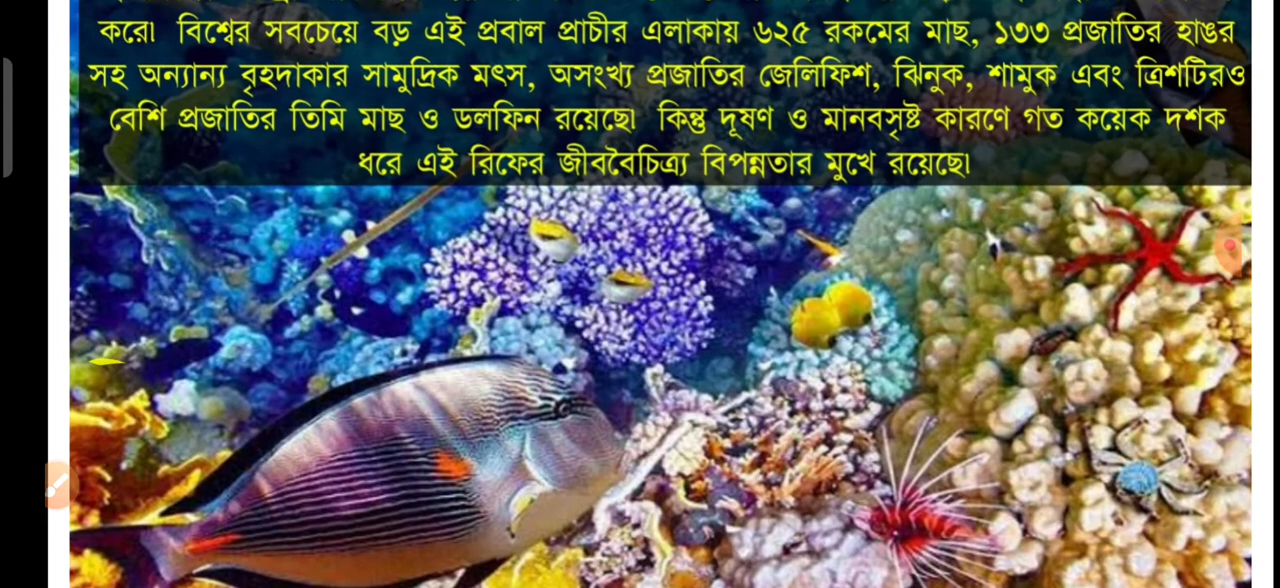 করে৷ বিশ্বের সবচেয়ে বড় এই প্রবাল প্রাচীর এলাকায় ৬২৫ রকমের মাছ, ১৩৩ প্রজাতির হাঙর
সহ অন্যান্য বৃহদাকার সামুদ্রিক মৎস, অসংখ্য প্রজাতির জেলিফিশ, ঝিনুক, শামুক এবং ত্রিশটিরও
বেশি প্রজাতির তিমি মাছ ও ডলফিন রয়েছে৷ কিন্তু দূষণ ও মানবসৃষ্ট কারণে গত কয়েক দশক
ধরে এই রিফের জীববৈচিত্র্য বিপন্নতার মুখে রয়েছে৷